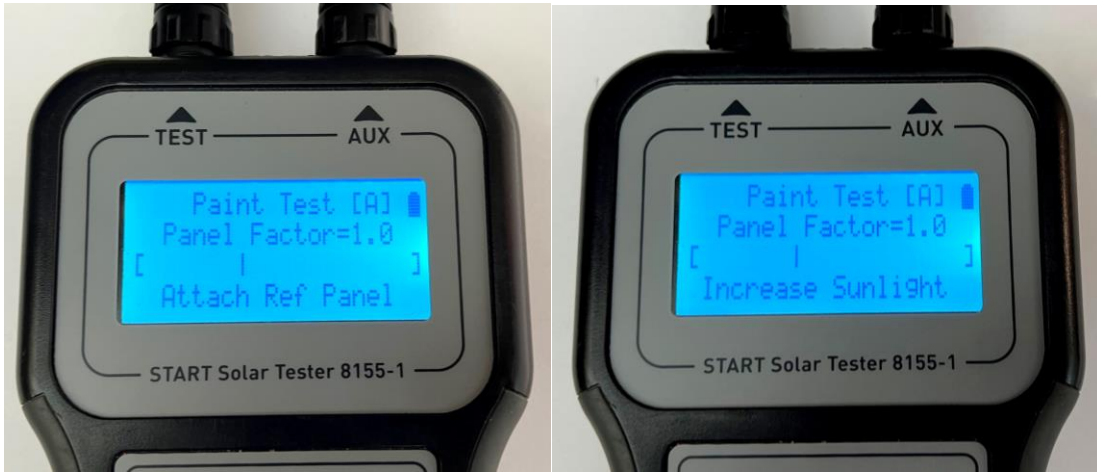 TEST AUX
Paint Test [A]
Panel Factor=1.0
[ | ]
Attach Ref Panel
START Solar Tester 8155-1
TEST AUX
Paint Test [A]
Panel Factor=1.0
[ | ]
Increase Sunlight
START Solar Tester 8155-1